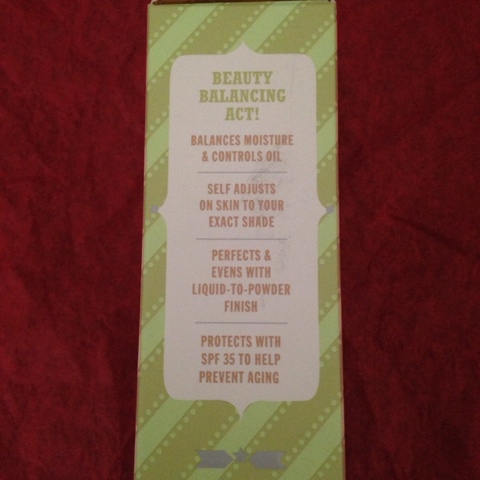 BEAUTY
BALANCING
ACT!
BALANCES MOISTURE
& CONTROLS OIL
SELF ADJUSTS
ON SKIN TO YOUR
EXACT SHADE
PERFECTS &
EVENS WITH
LIQUID-TO-POWDER
FINISH
PROTECTS WITH
SPF 35 TO HELP
PREVENT AGING